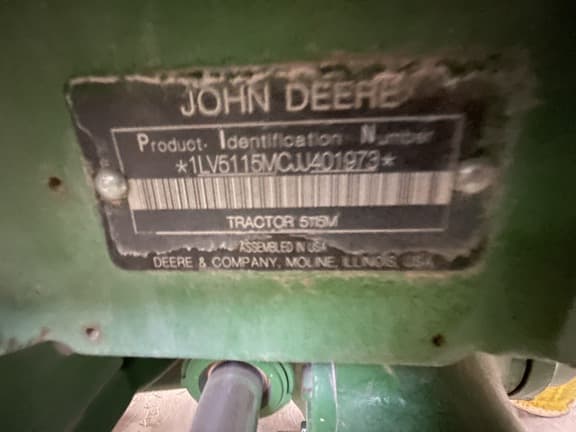 JOHN DEERE
Product Identification Number
*1LV5115MCJJ401973*
TRACTOR 5115M
ASSEMBLED IN USA
DEERE & COMPANY, MOLINE, ILLINOIS, USA